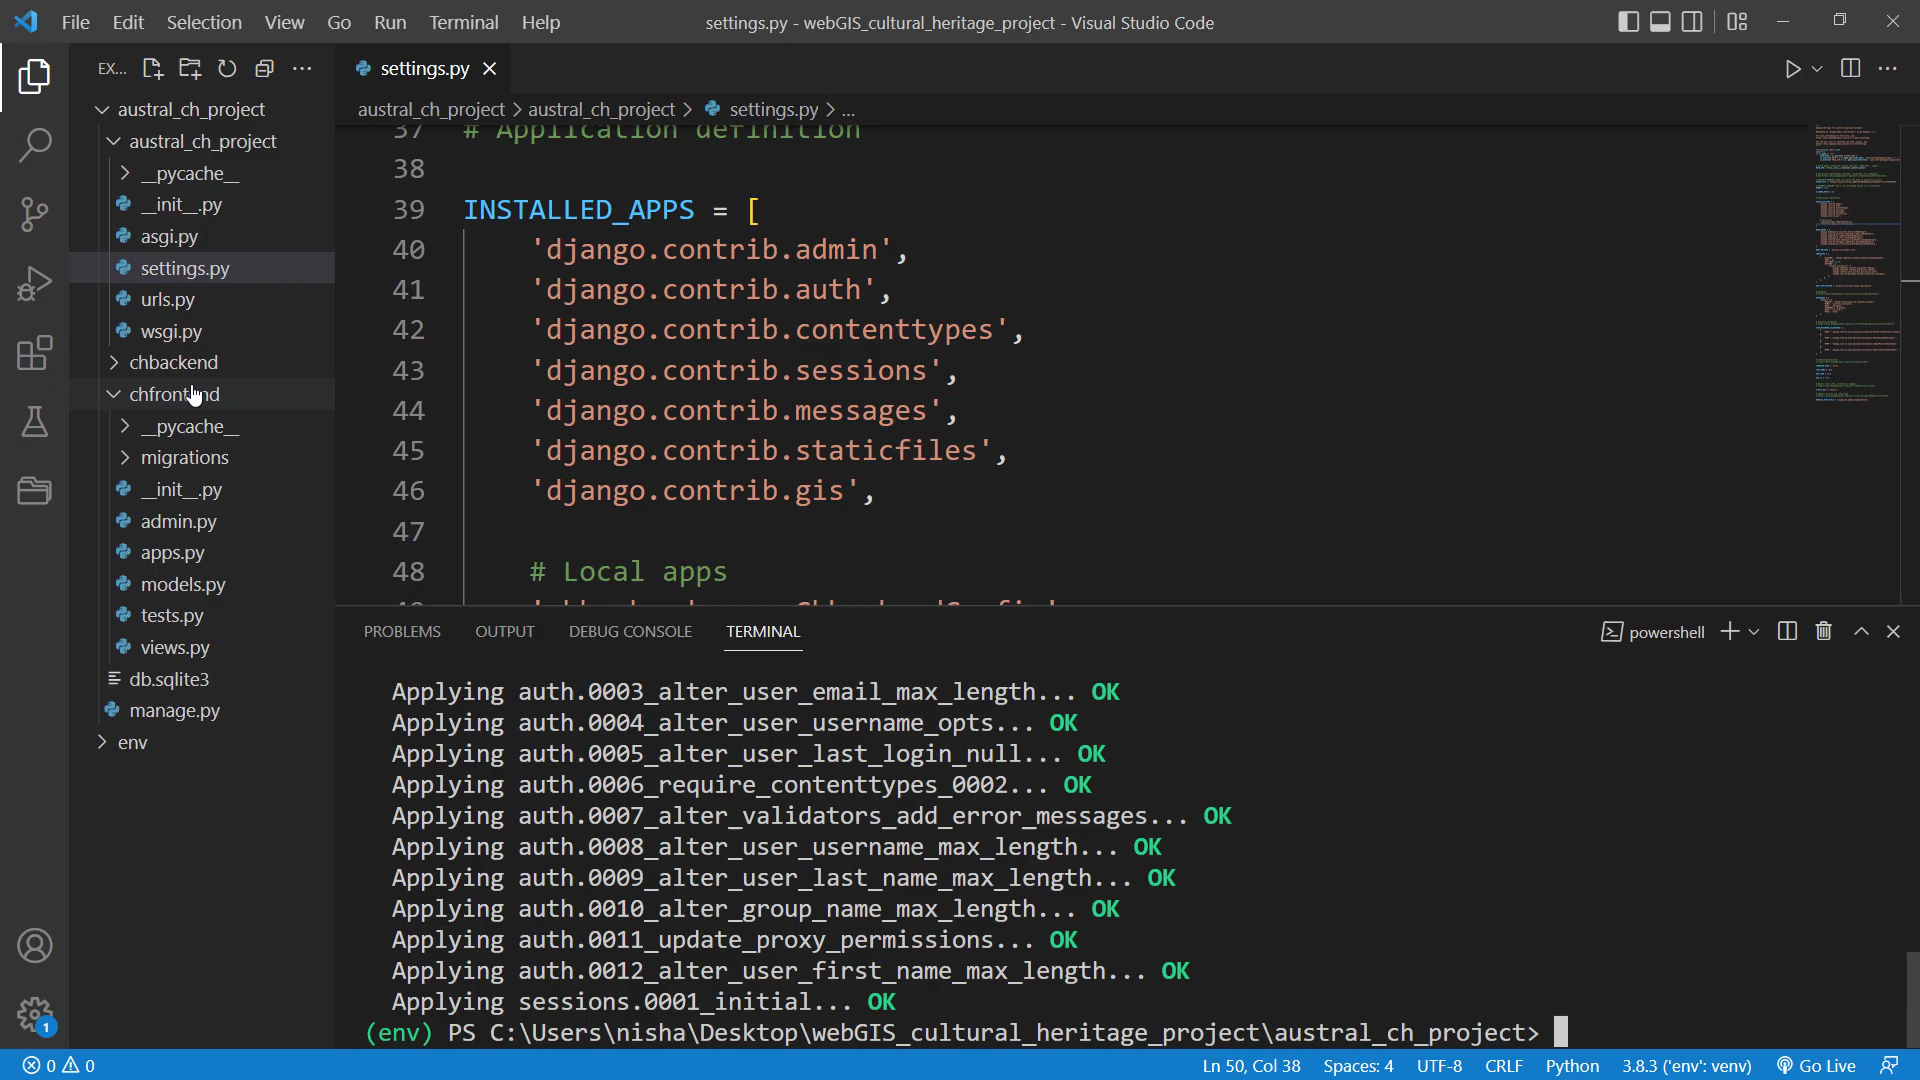 File Edit Selection View Go Run Terminal Help
settings.py - webGIS_cultural_heritage_project - Visual Studio Code
EX...
settings.py
austral_ch_project > austral_ch_project > settings.py > ...
austral_ch_project
austral_ch_project
__pycache__
__init__.py
asgi.py
settings.py
urls.py
wsgi.py
chbackend
chfrontend
__pycache__
migrations
__init__.py
admin.py
apps.py
models.py
tests.py
views.py
db.sqlite3
manage.py
env
1
37 # Application definition
38
39 INSTALLED_APPS = [
40 'django.contrib.admin',
41 'django.contrib.auth',
42 'django.contrib.contenttypes',
43 'django.contrib.sessions',
44 'django.contrib.messages',
45 'django.contrib.staticfiles',
46 'django.contrib.gis',
47
48 # Local apps
PROBLEMS OUTPUT DEBUG CONSOLE TERMINAL
powershell
Applying auth.0003_alter_user_email_max_length... OK
Applying auth.0004_alter_user_username_opts... OK
Applying auth.0005_alter_user_last_login_null... OK
Applying auth.0006_require_contenttypes_0002... OK
Applying auth.0007_alter_validators_add_error_messages... OK
Applying auth.0008_alter_user_username_max_length... OK
Applying auth.0009_alter_user_last_name_max_length... OK
Applying auth.0010_alter_group_name_max_length... OK
Applying auth.0011_update_proxy_permissions... OK
Applying auth.0012_alter_user_first_name_max_length... OK
Applying sessions.0001_initial... OK
(env) PS C:\Users\nisha\Desktop\webGIS_cultural_heritage_project\austral_ch_project>
0 0
Ln 50, Col 38 Spaces: 4 UTF-8 CRLF Python 3.8.3 ('env': venv) Go Live